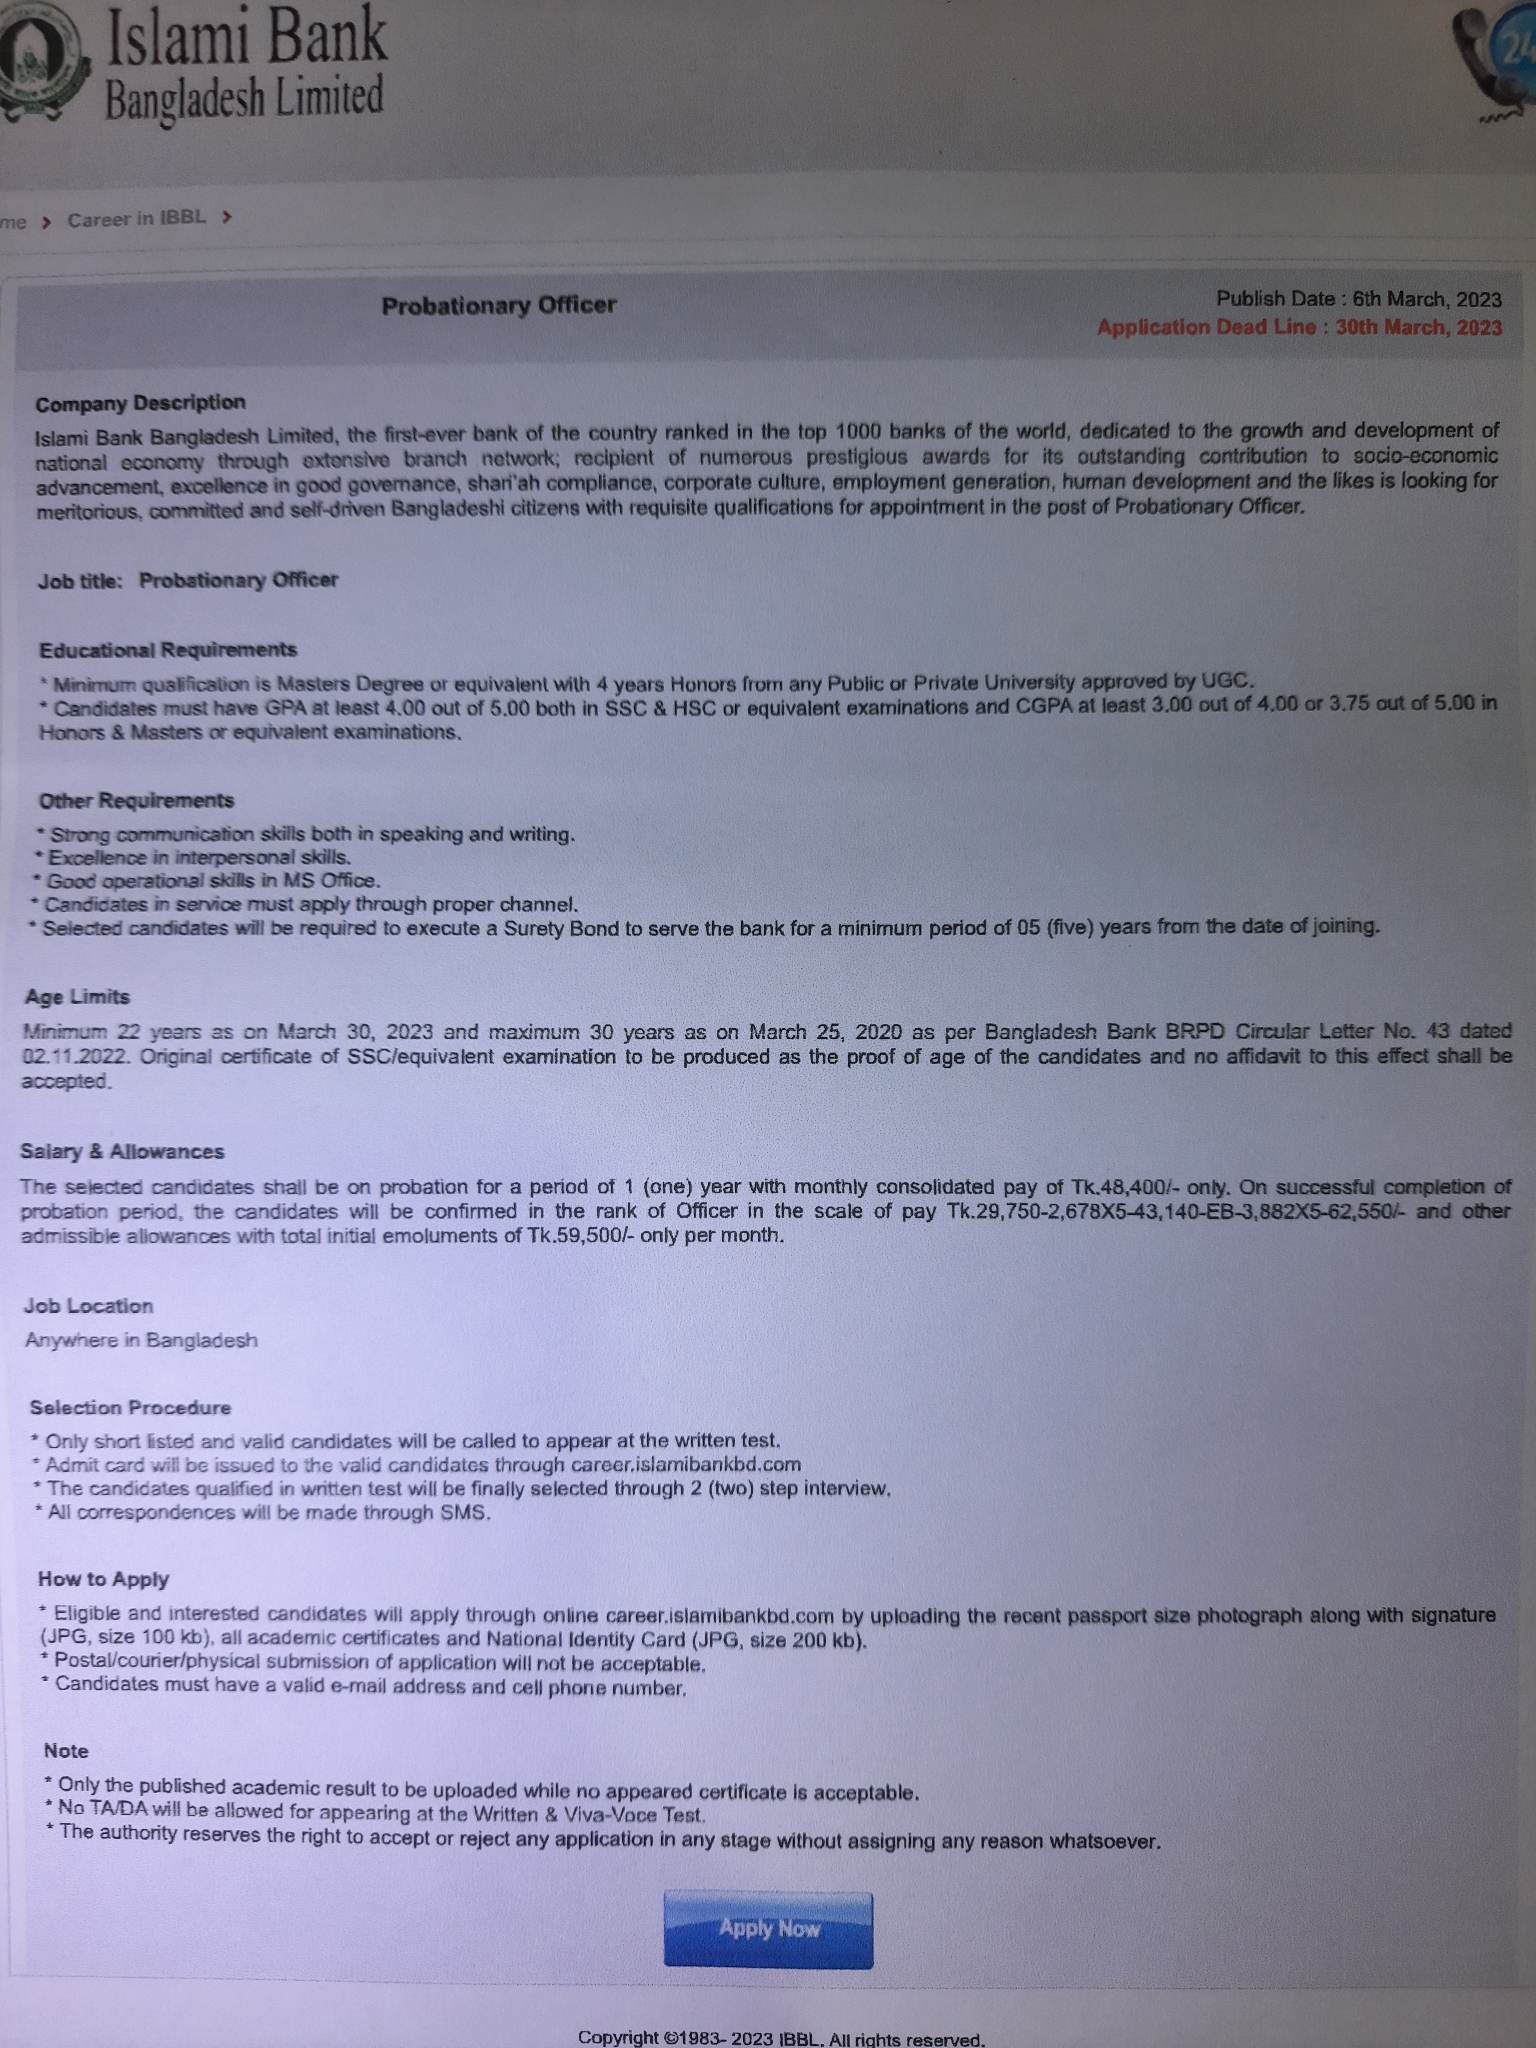 Islami Bank
Bangladesh Limited
24
me > Career in IBBL >
Probationary Officer
Publish Date : 6th March, 2023
Application Dead Line : 30th March, 2023
Company Description
Islami Bank Bangladesh Limited, the first-ever bank of the country ranked in the top 1000 banks of the world, dedicated to the growth and development of
national economy through extensive branch network; recipient of numerous prestigious awards for its outstanding contribution to socio-economic
advancement, excellence in good governance, shari'ah compliance, corporate culture, employment generation, human development and the likes is looking for
meritorious, committed and self-driven Bangladeshi citizens with requisite qualifications for appointment in the post of Probationary Officer.
Job title: Probationary Officer
Educational Requirements
* Minimum qualification is Masters Degree or equivalent with 4 years Honors from any Public or Private University approved by UGC.
* Candidates must have GPA at least 4.00 out of 5.00 both in SSC & HSC or equivalent examinations and CGPA at least 3.00 out of 4.00 or 3.75 out of 5.00 in
Honors & Masters or equivalent examinations.
Other Requirements
* Strong communication skills both in speaking and writing.
* Excellence in interpersonal skills.
* Good operational skills in MS Office.
* Candidates in service must apply through proper channel.
* Selected candidates will be required to execute a Surety Bond to serve the bank for a minimum period of 05 (five) years from the date of joining.
Age Limits
Minimum 22 years as on March 30, 2023 and maximum 30 years as on March 25, 2020 as per Bangladesh Bank BRPD Circular Letter No. 43 dated
02.11.2022. Original certificate of SSC/equivalent examination to be produced as the proof of age of the candidates and no affidavit to this effect shall be
accepted.
Salary & Allowances
The selected candidates shall be on probation for a period of 1 (one) year with monthly consolidated pay of Tk.48,400/- only. On successful completion of
probation period, the candidates will be confirmed in the rank of Officer in the scale of pay Tk.29,750-2,678X5-43,140-EB-3,882X5-62,550/- and other
admissible allowances with total initial emoluments of Tk.59,500/- only per month.
Job Location
Anywhere in Bangladesh
Selection Procedure
* Only short listed and valid candidates will be called to appear at the written test.
* Admit card will be issued to the valid candidates through career.islamibankbd.com
* The candidates qualified in written test will be finally selected through 2 (two) step interview.
* All correspondences will be made through SMS.
How to Apply
* Eligible and interested candidates will apply through online career.islamibankbd.com by uploading the recent passport size photograph along with signature
(JPG, size 100 kb), all academic certificates and National Identity Card (JPG, size 200 kb).
* Postal/courier/physical submission of application will not be acceptable.
* Candidates must have a valid e-mail address and cell phone number.
Note
* Only the published academic result to be uploaded while no appeared certificate is acceptable.
* No TA/DA will be allowed for appearing at the Written & Viva-Voce Test.
* The authority reserves the right to accept or reject any application in any stage without assigning any reason whatsoever.
Apply Now
Copyright ©1983- 2023 IBBL. All rights reserved.